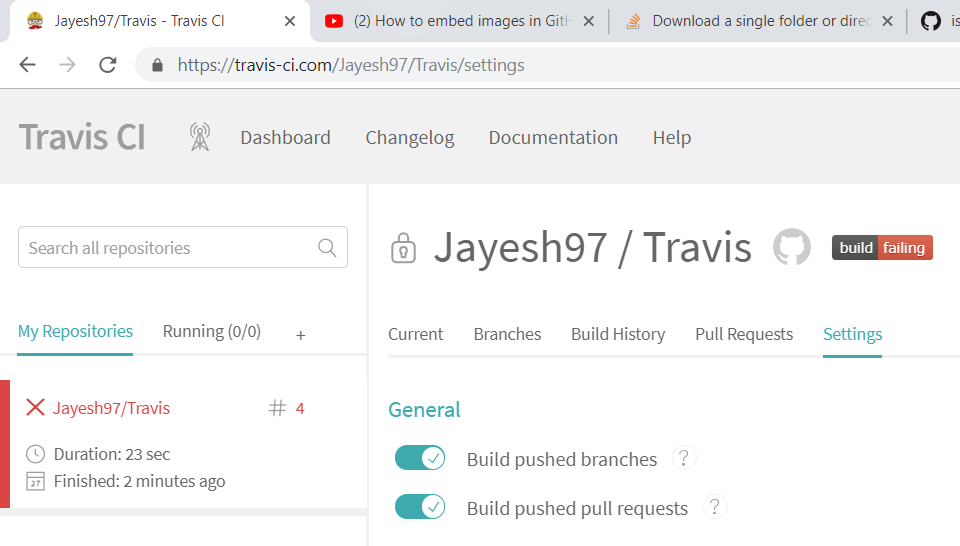 Jayesh97/Travis - Travis CI
(2) How to embed images in GitH
Download a single folder or direc
is
https://travis-ci.com/Jayesh97/Travis/settings
Travis CI Dashboard Changelog Documentation Help
Search all repositories
Jayesh97 / Travis build failing
My Repositories Running (0/0) +
Current Branches Build History Pull Requests Settings
Jayesh97/Travis # 4
General
Duration: 23 sec
Build pushed branches ?
27 Finished: 2 minutes ago
Build pushed pull requests ?